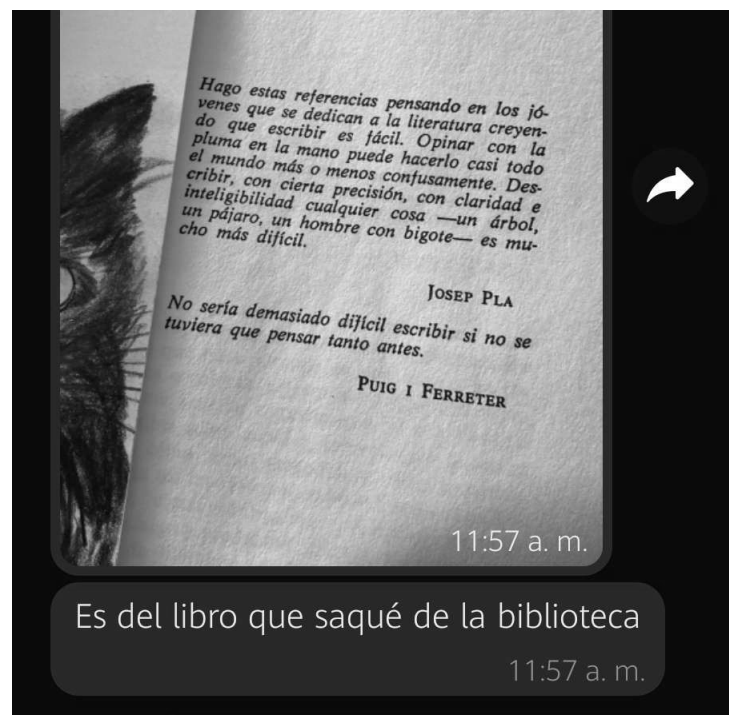 Hago estas referencias pensando en los jó-
venes que se dedican a la literatura creyen-
do que escribir es fácil. Opinar con la
pluma en la mano puede hacerlo casi todo
el mundo más o menos confusamente. Des-
cribir, con cierta precisión, con claridad e
inteligibilidad cualquier cosa —un árbol,
un pájaro, un hombre con bigote— es mu-
cho más difícil.
Josep Pla
No sería demasiado difícil escribir si no se
tuviera que pensar tanto antes.
Puig i Ferreter
11:57 a. m.
Es del libro que saqué de la biblioteca
11:57 a. m.